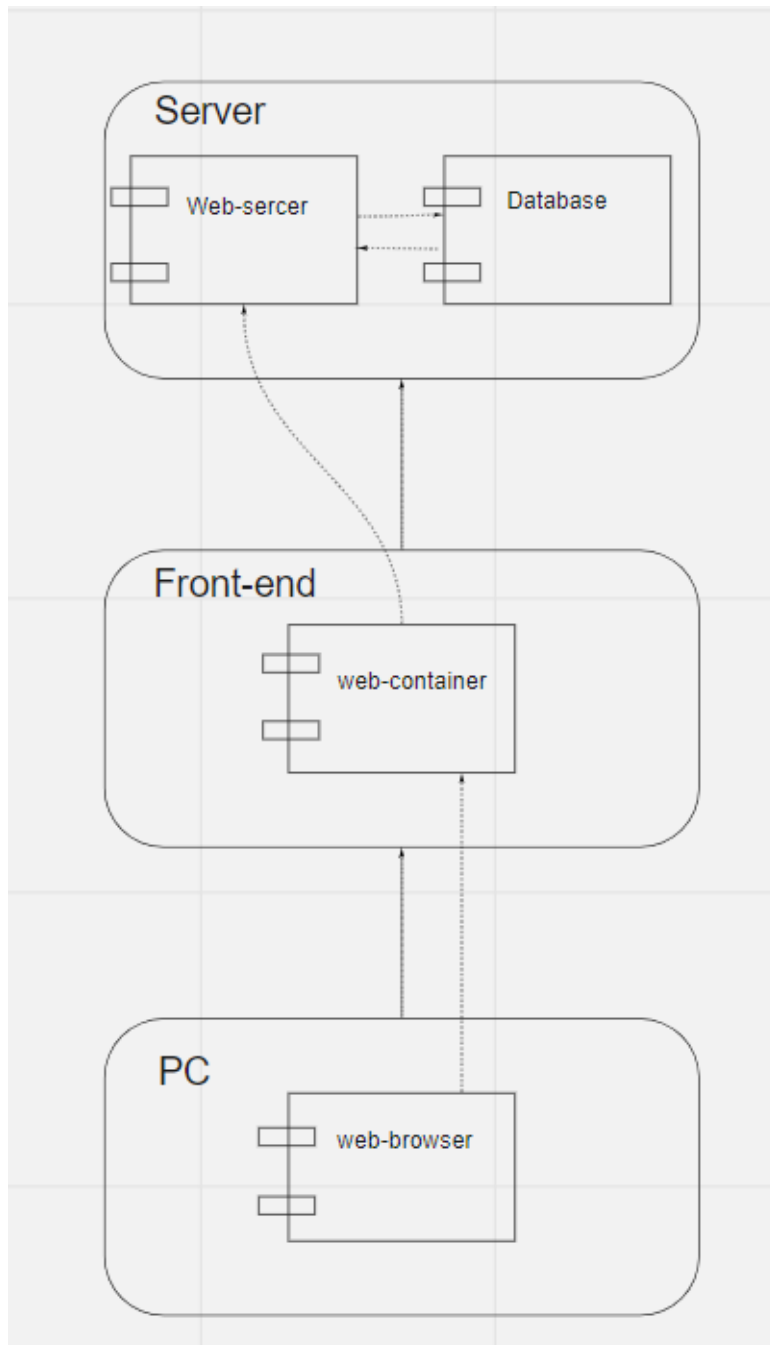 Server
Web-sercer
Database
Front-end
web-container
PC
web-browser